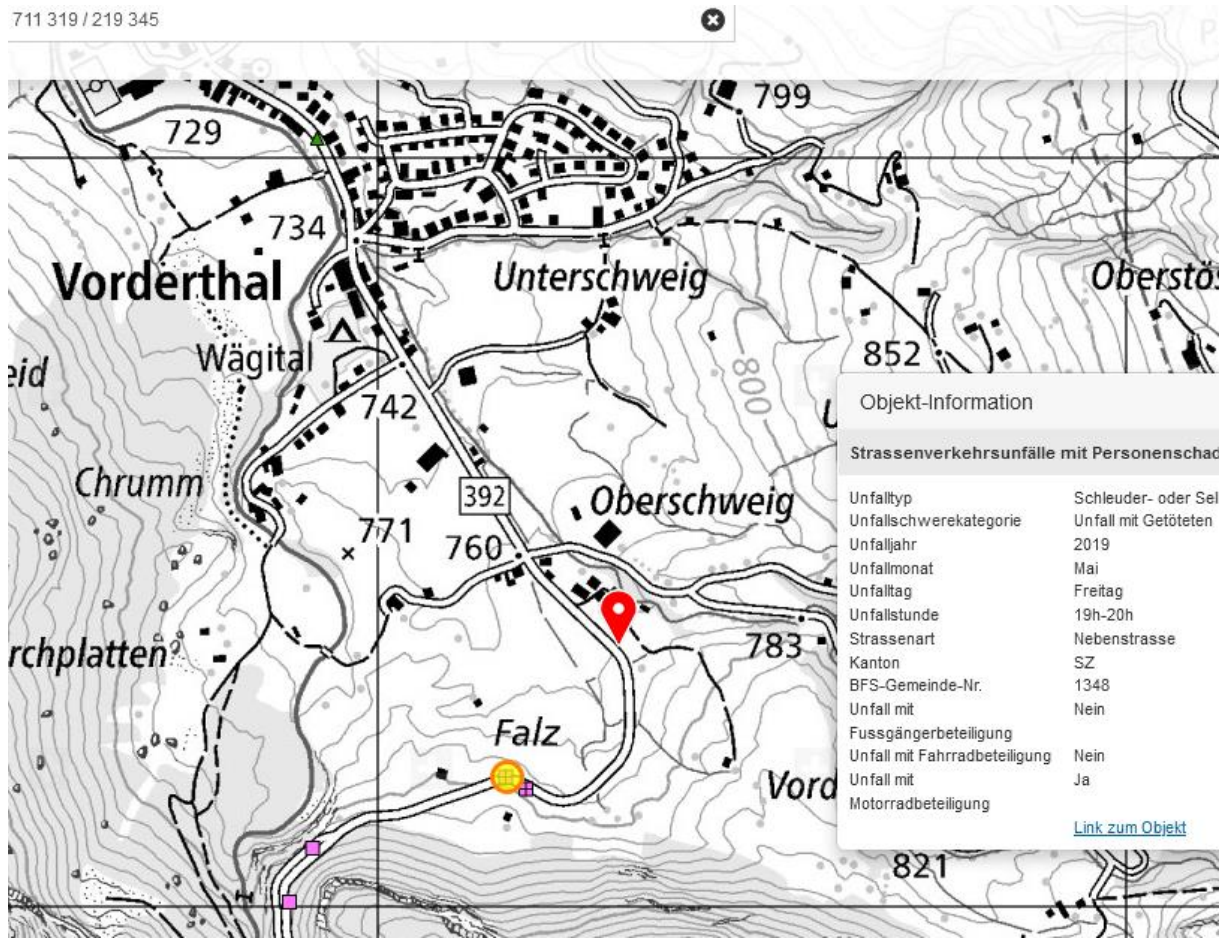 711 319 / 219 345
P
729
799
734
Vorderthal
Unterschweig
Oberstös
Wägital
852
eid
800
742
U
Objekt-Information
Chrumm
Strassenverkehrsunfälle mit Personenschad
392
Oberschweig
771
760
Unfalltyp Schleuder- oder Sel
Unfallschwerekategorie Unfall mit Getöteten
Unfalljahr 2019
Unfallmonat Mai
Unfalltag Freitag
Unfallstunde 19h-20h
Strassenart Nebenstrasse
Kanton SZ
BFS-Gemeinde-Nr. 1348
Unfall mit Nein
Fussgängerbeteiligung
Unfall mit Fahrradbeteiligung Nein
Unfall mit Ja
Motorradbeteiligung
Link zum Objekt
rchplatten
783
Falz
Vord
821